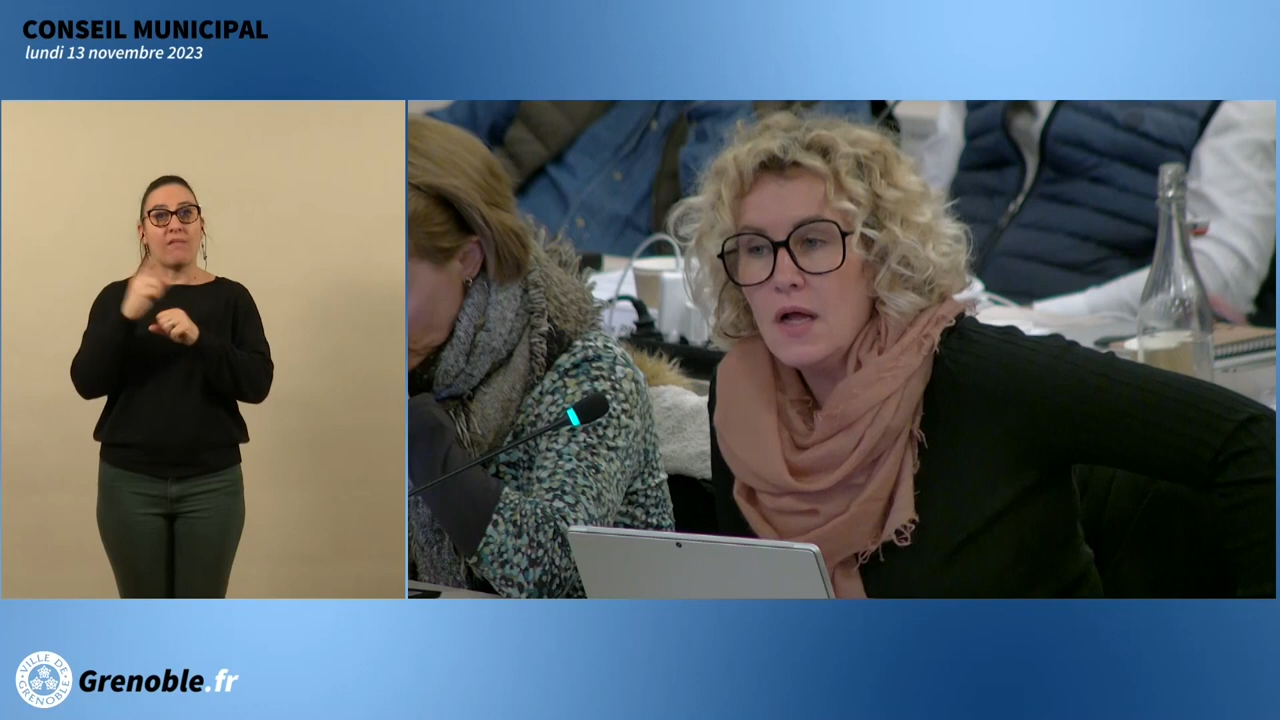 CONSEIL MUNICIPAL
lundi 13 novembre 2023
VILLE DE
GRENOBLE
Grenoble.fr